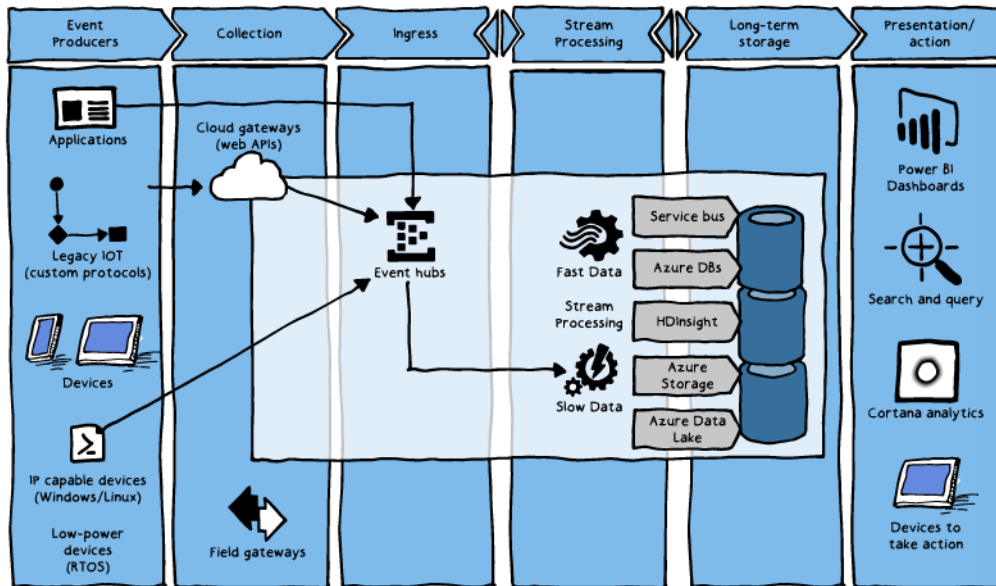 Event
Producers
Collection
Ingress
Stream
Processing
Long-term
storage
Presentation/
action
Applications
Legacy IOT
(custom protocols)
Devices
IP capable devices
(Windows/Linux)
Low-power
devices
(RTOS)
Cloud gateways
(web APIs)
Field gateways
Event hubs
Fast Data
Stream
Processing
Slow Data
Service bus
Azure DBs
HDInsight
Azure
Storage
Azure Data
Lake
Power BI
Dashboards
Search and query
Cortana analytics
Devices to
take action